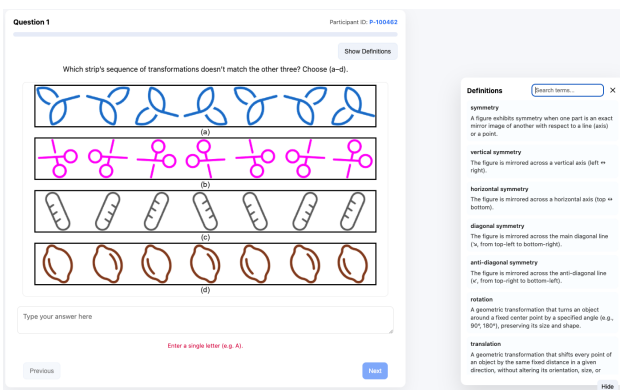 Question 1
Participant ID: P-100462
Show Definitions
Which strip's sequence of transformations doesn't match the other three? Choose (a–d).
(a)
(b)
(c)
(d)
Type your answer here
Enter a single letter (e.g. A).
Previous
Next
Definitions
Search terms...
×
symmetry
A figure exhibits symmetry when one part is an exact
mirror image of another with respect to a line (axis)
or a point.
vertical symmetry
The figure is mirrored across a vertical axis (left ↔
right).
horizontal symmetry
The figure is mirrored across a horizontal axis (top ↔
bottom).
diagonal symmetry
The figure is mirrored across the main diagonal line
('↘', from top-left to bottom-right).
anti-diagonal symmetry
The figure is mirrored across the anti-diagonal line
('↙', from top-right to bottom-left).
rotation
A geometric transformation that turns an object
around a fixed center point by a specified angle (e.g.,
90°, 180°), preserving its size and shape.
translation
A geometric transformation that shifts every point of
an object by the same fixed distance in a given
direction, without altering its orientation, size, or
Hide